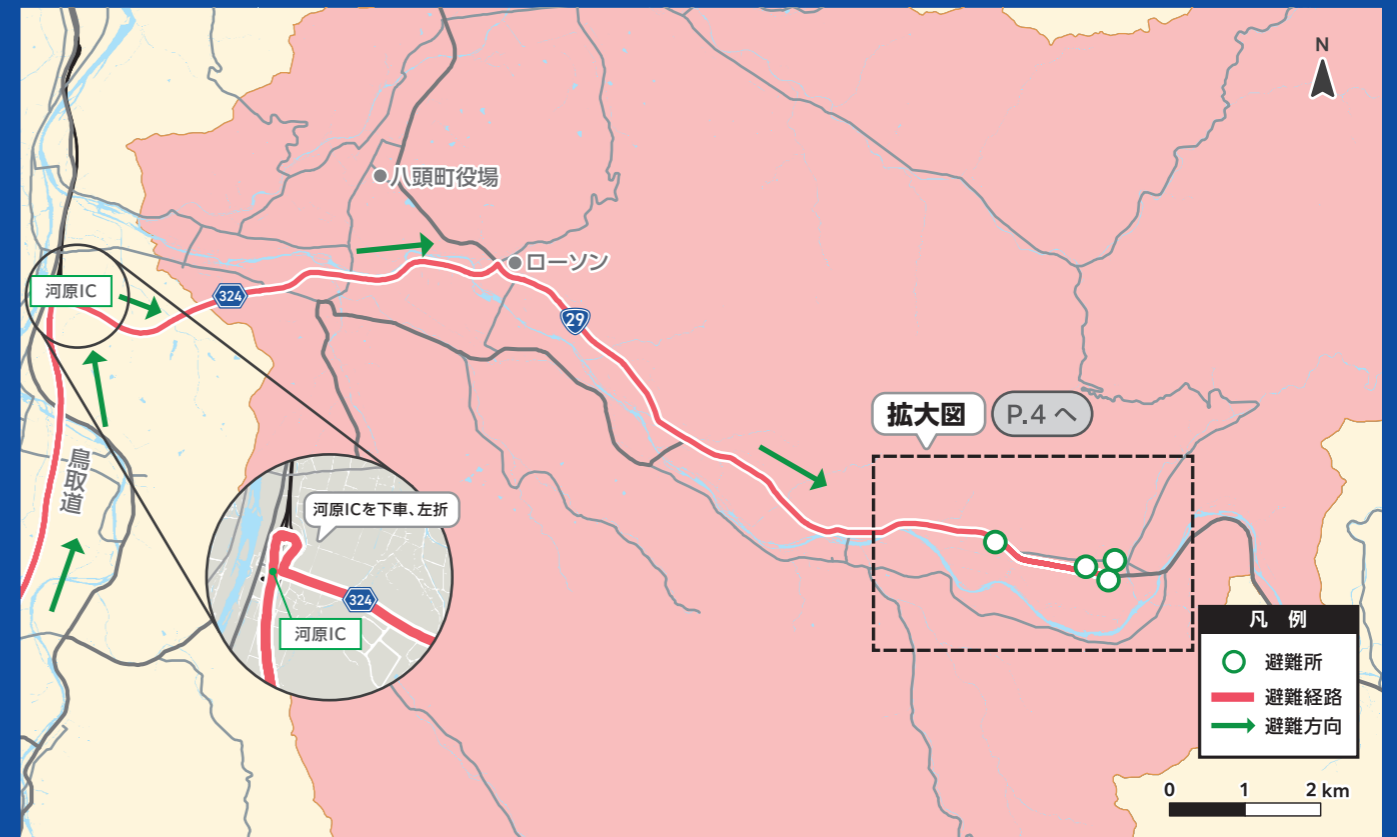 N
八頭町役場
ローソン
河原IC
324
29
拡大図
P.4 へ
鳥取道
河原ICを下車、左折
324
河原IC
凡 例
避難所
避難経路
避難方向
0 1 2 km